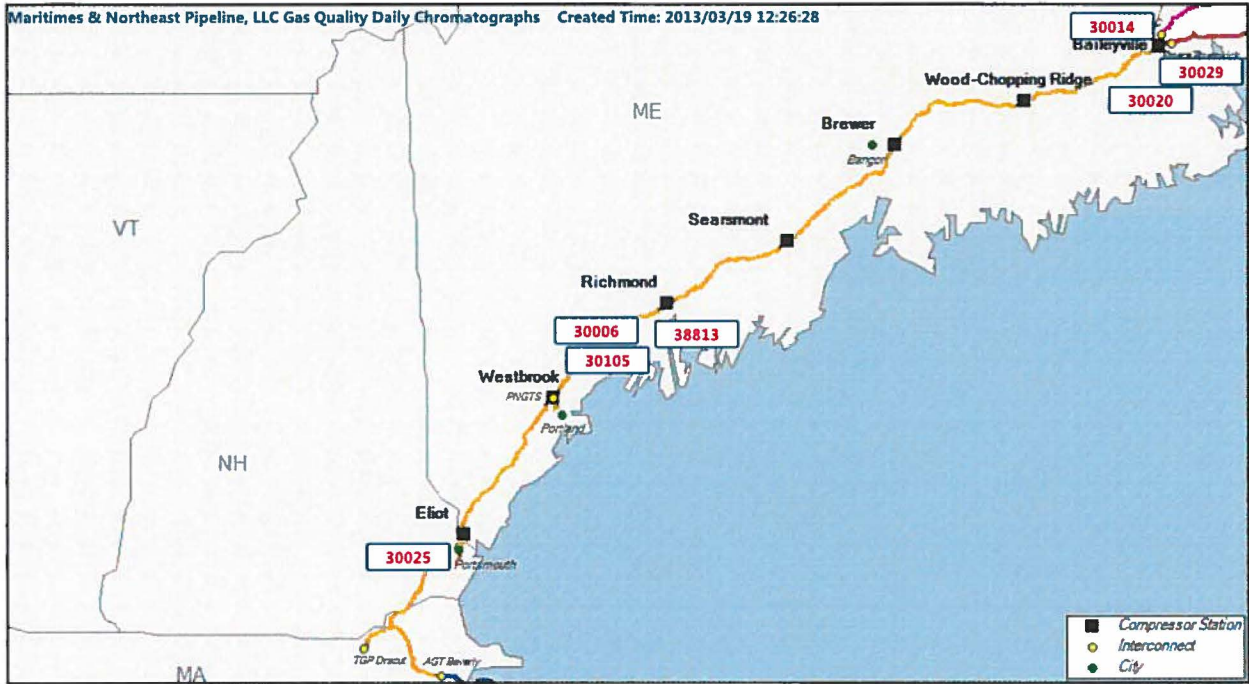 Maritimes & Northeast Pipeline, LLC Gas Quality Daily Chromatographs Created Time: 2013/03/19 12:26:28
30014
Baileyville
30029
Wood-Chopping Ridge
30020
ME
Brewer
Bangor
Searsmont
VT
Richmond
30006
38813
30105
Westbrook
PNGTS
Portland
NH
Eliot
30025
Portsmouth
Compressor Station
Interconnect
City
TGP Dracut
AGT Beverly
MA